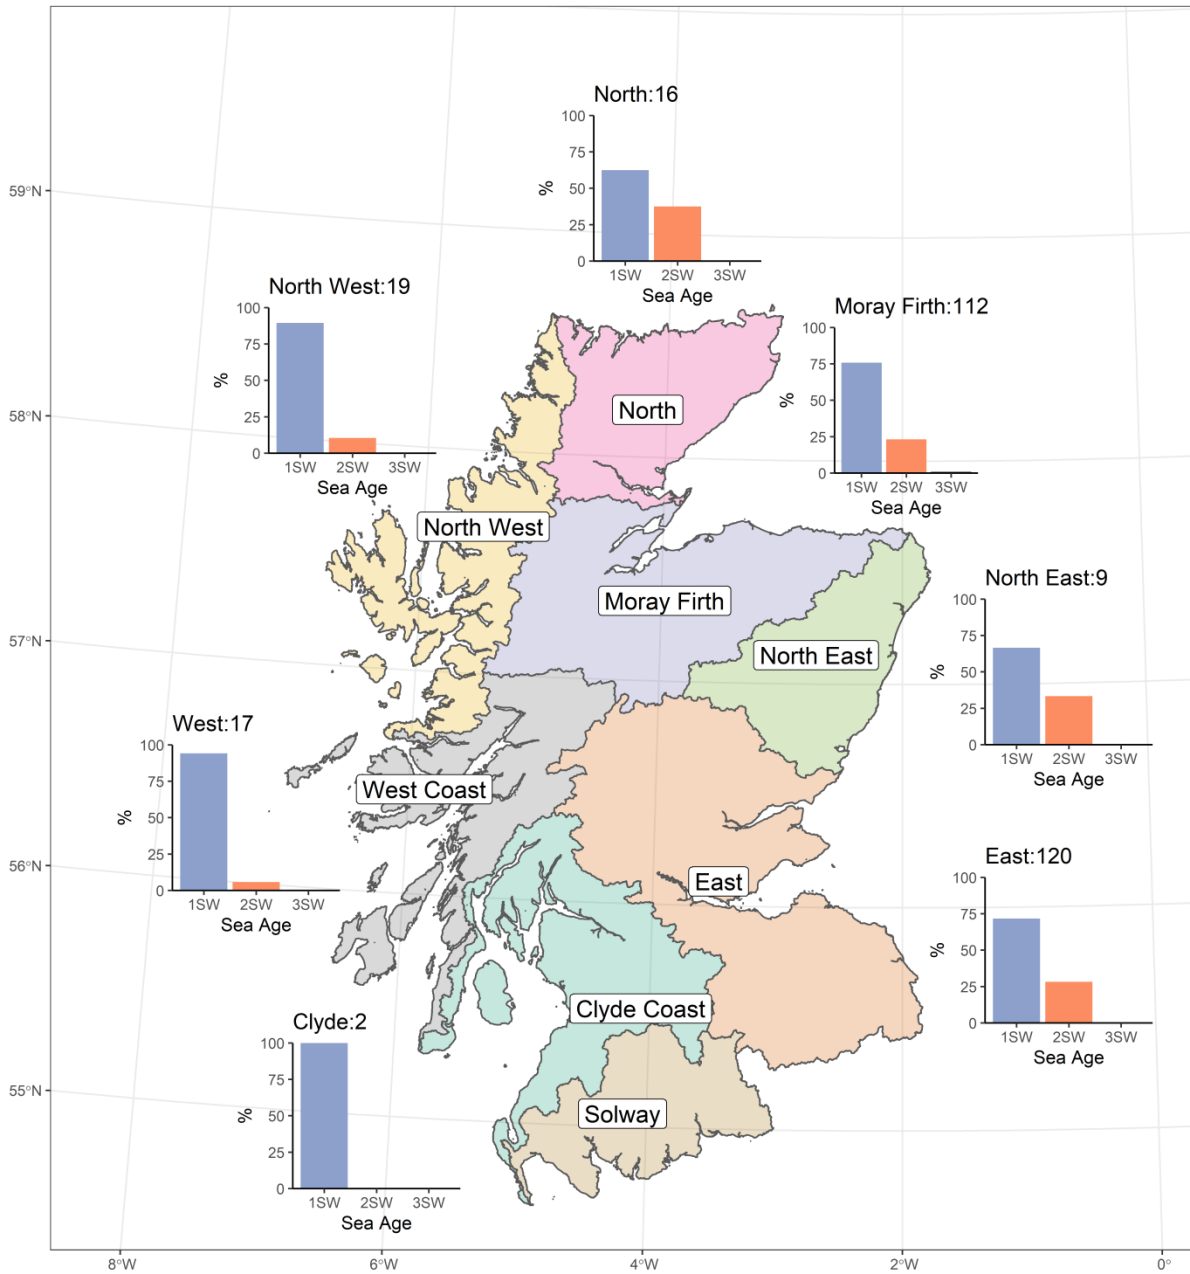 North:16
100
75
50
25
0
%
1SW 2SW 3SW
Sea Age
59°N
North West:19
100
75
50
25
0
%
1SW 2SW 3SW
Sea Age
Moray Firth:112
100
75
50
25
0
%
1SW 2SW 3SW
Sea Age
58°N
North
North West
Moray Firth
North East
North East:9
100
75
50
25
0
%
1SW 2SW 3SW
Sea Age
57°N
West:17
100
75
50
25
0
%
1SW 2SW 3SW
Sea Age
West Coast
56°N
East
East:120
100
75
50
25
0
%
1SW 2SW 3SW
Sea Age
Clyde Coast
Clyde:2
100
75
50
25
0
%
1SW 2SW 3SW
Sea Age
55°N
Solway
8°W 6°W 4°W 2°W 0°